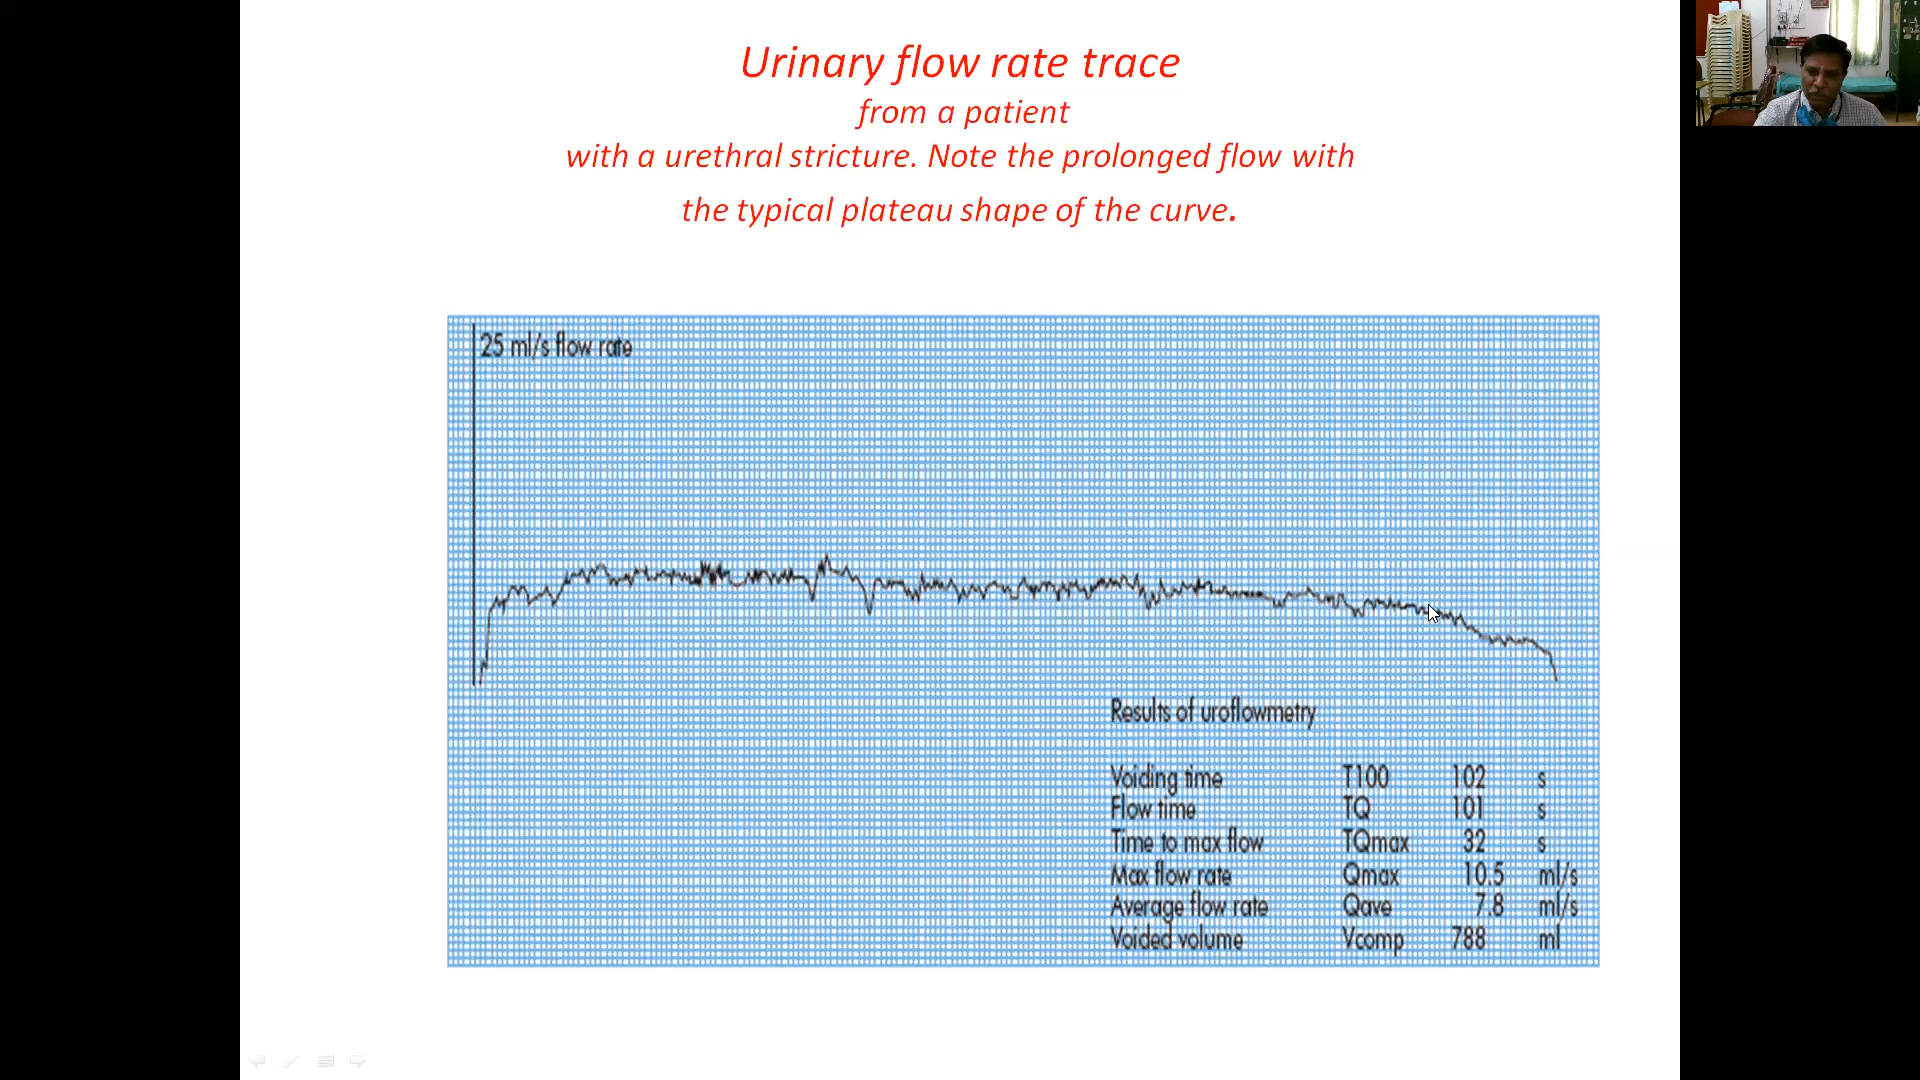 Urinary flow rate trace
from a patient
with a urethral stricture. Note the prolonged flow with
the typical plateau shape of the curve.
25 ml/s flow rate
Results of uroflowmetry
Voiding time T100 102 s
Flow time TQ 101 s
Time to max flow TQmax 32 s
Max flow rate Qmax 10.5 ml/s
Average flow rate Qave 7.8 ml/s
Voided volume Vcomp 788 ml